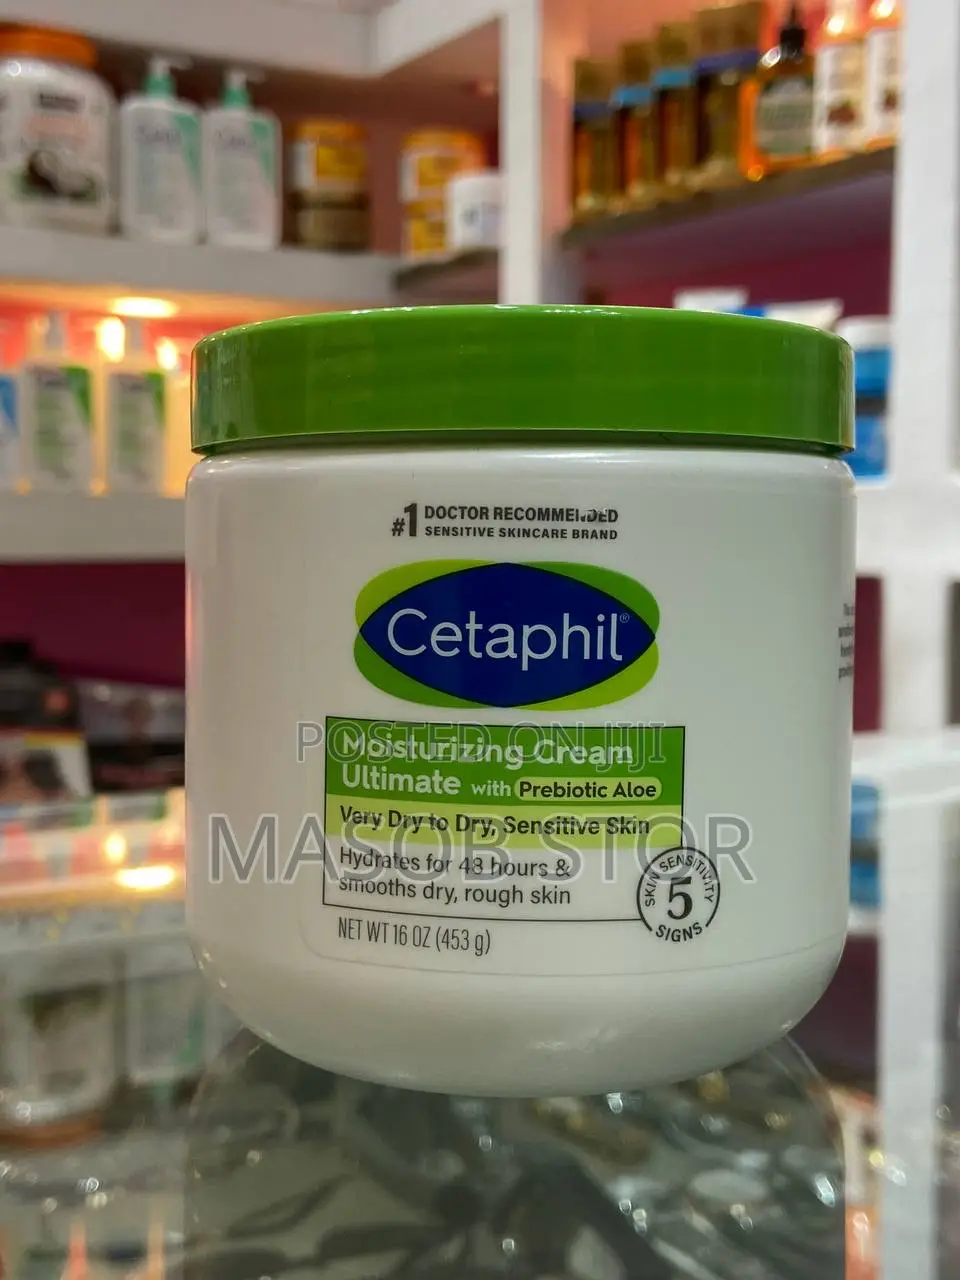 #1 DOCTOR RECOMMENDED
SENSITIVE SKINCARE BRAND
Cetaphil®
POSTED ON JIJI
Moisturizing Cream
Ultimate with Prebiotic Aloe
Very Dry to Dry, Sensitive Skin
MASOB STOR
Hydrates for 48 hours &
smooths dry, rough skin
SKIN SENSITIVITY
5
SIGNS
NET WT 16 OZ (453 g)